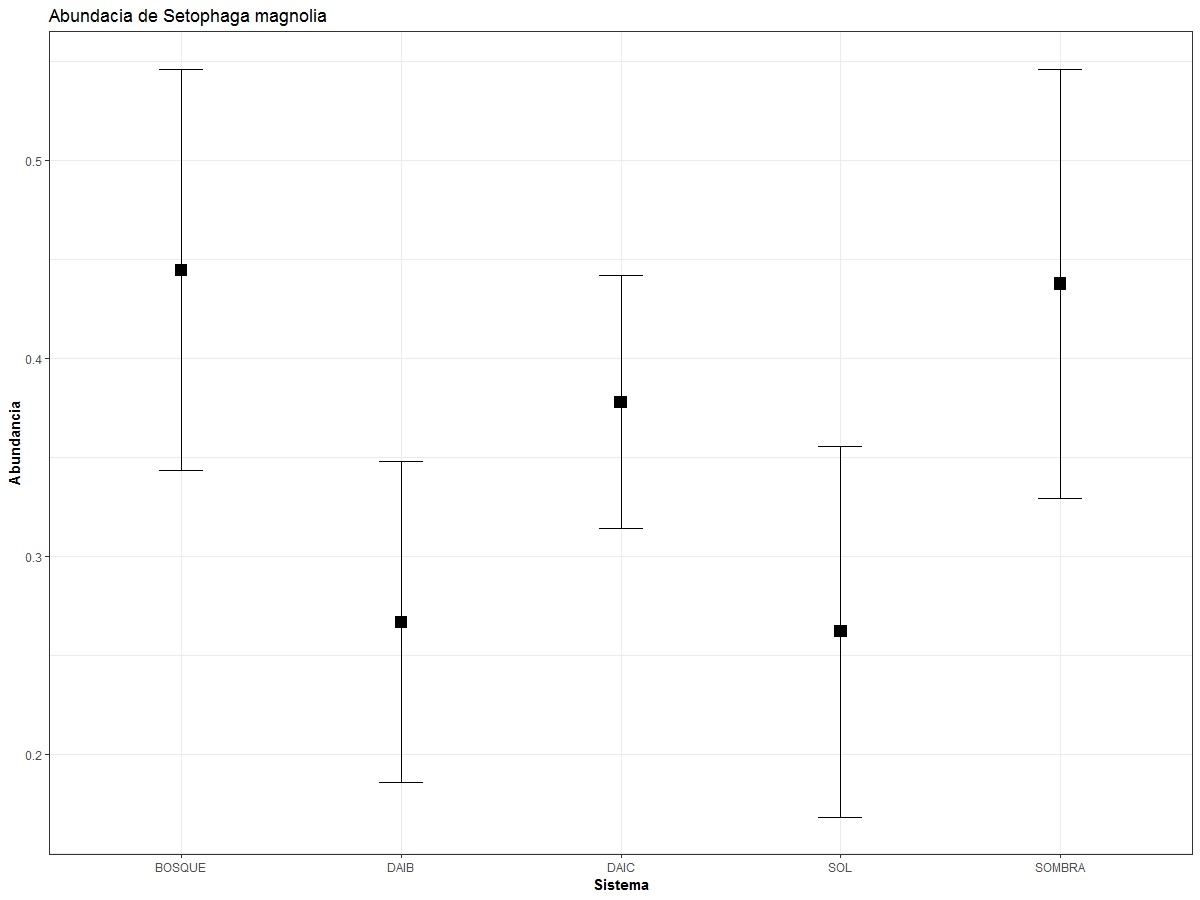 Abundacia de Setophaga magnolia
Abundancia
0.5
0.4
0.3
0.2
BOSQUE DAIB DAIC SOL SOMBRA
Sistema